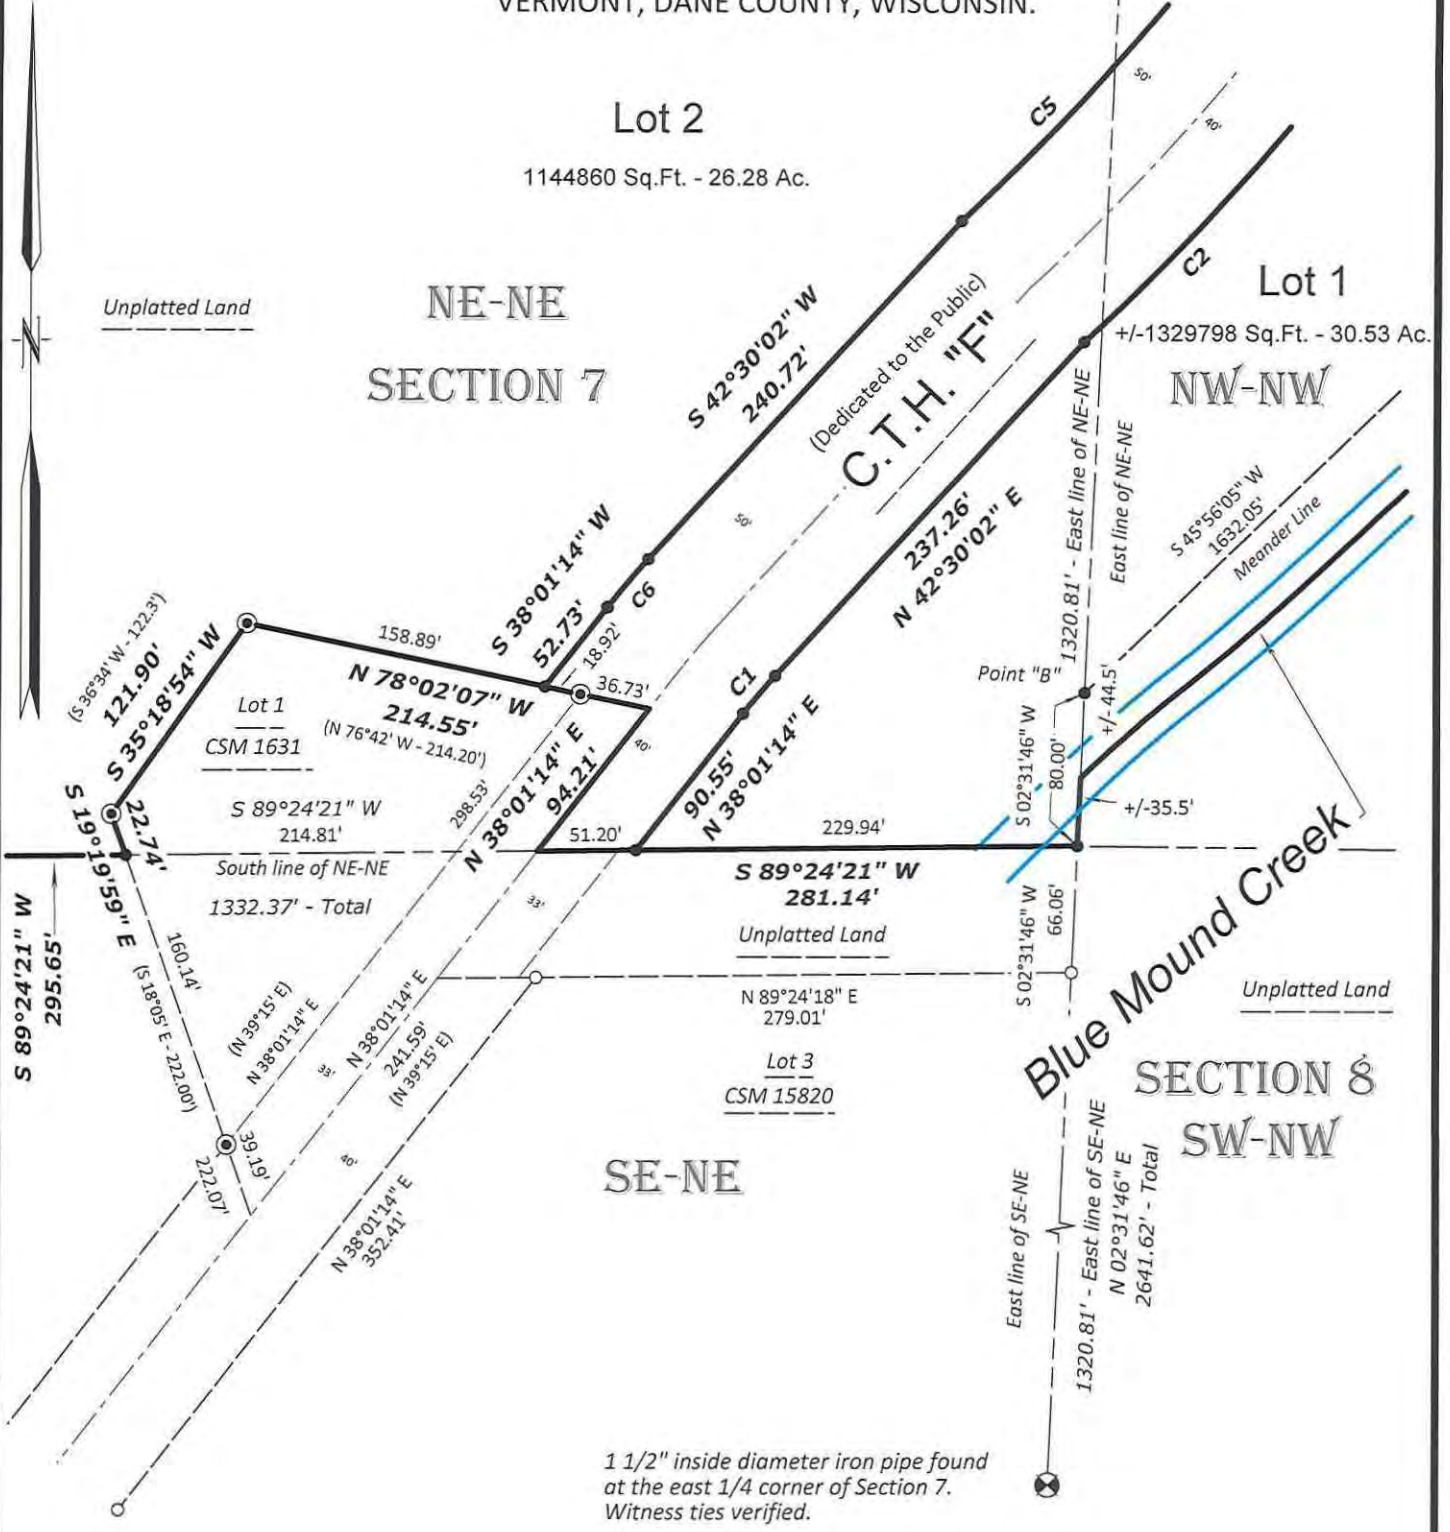 VERMONT, DANE COUNTY, WISCONSIN.
50'
C5
Lot 2
40'
1144860 Sq.Ft. - 26.28 Ac.
C2
Lot 1
+/-1329798 Sq.Ft. - 30.53 Ac.
Unplatted Land
NE-NE
SECTION 7
N
NW-NW
S 42°30'02" W
240.72'
(Dedicated to the Public)
C.T.H. "F"
1320.81' - East line of NE-NE
East line of NE-NE
S 45°56'05" W
1632.05'
Meander Line
50'
237.26'
N 42°30'02" E
S 38°01'14" W
52.73'
C6
18.92'
(S 36°34' W - 122.3')
121.90'
S 35°18'54" W
158.89'
36.73'
N 78°02'07" W
214.55'
(N 76°42' W - 214.20')
Lot 1
CSM 1631
C1
Point "B"
+/- 44.5'
40'
N 38°01'14" E
94.21'
298.53'
90.55'
N 38°01'14" E
S 02°31'46" W
80.00'
+/-35.5'
22.74'
S 19°19'59" E
S 89°24'21" W
214.81'
51.20'
229.94'
South line of NE-NE
1332.37' - Total
S 89°24'21" W
281.14'
S 89°24'21" W
295.65'
33'
Unplatted Land
S 02°31'46" W
66.06'
Blue Mound Creek
160.14'
(S 18°05' E - 222.00')
(N 39°15' E)
N 38°01'14" E
N 38°01'14" E
241.59'
(N 39°15' E)
33'
N 89°24'18" E
279.01'
Unplatted Land
Lot 3
CSM 15820
SECTION 8
SW-NW
39.19'
222.07'
40'
SE-NE
N 38°01'14" E
352.41'
East line of SE-NE
1320.81' - East line of SE-NE
N 02°31'46" E
2641.62' - Total
1 1/2" inside diameter iron pipe found
at the east 1/4 corner of Section 7.
Witness ties verified.